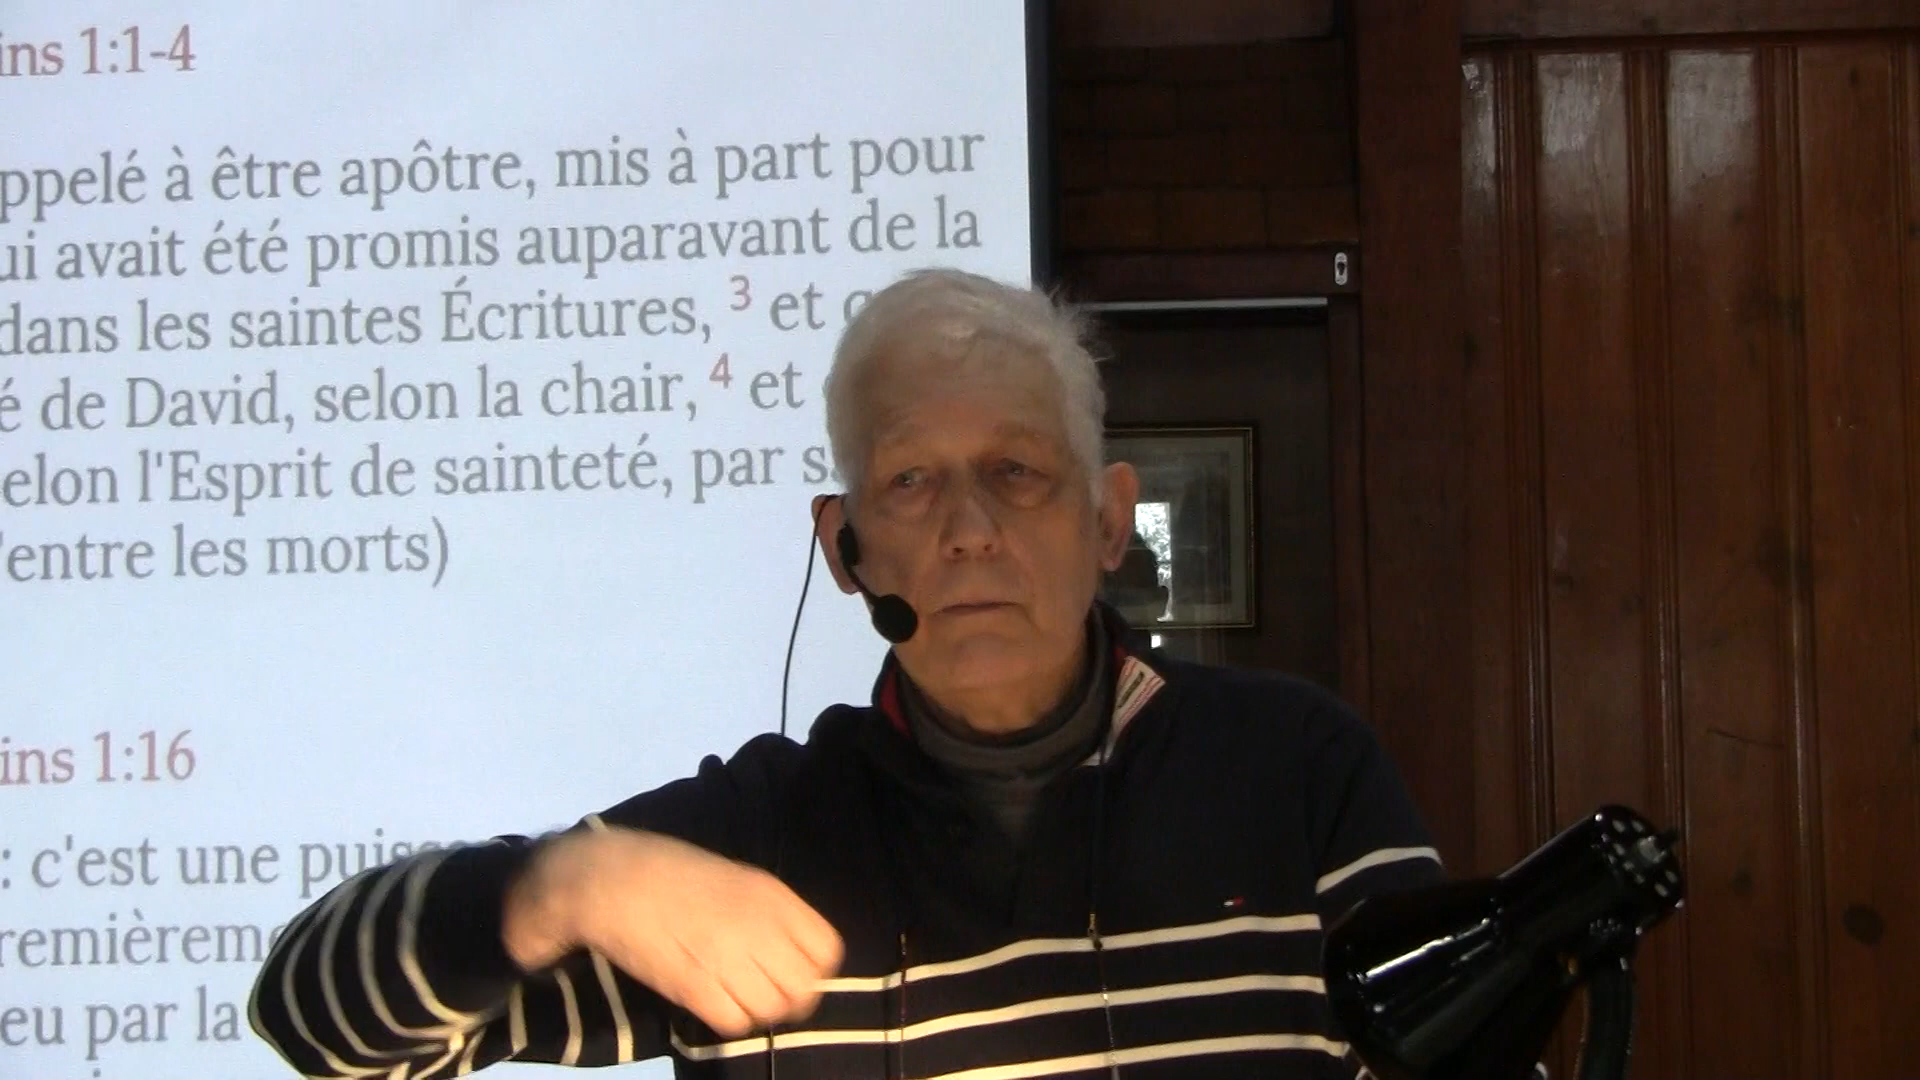 ins 1:1-4
ppelé à être apôtre, mis à part pour
ui avait été promis auparavant de la
dans les saintes Écritures, 3 et
é de David, selon la chair, 4 et
elon l'Esprit de sainteté, par sa
'entre les morts)
ins 1:16
: c'est une puiss
remièreme
eu par la